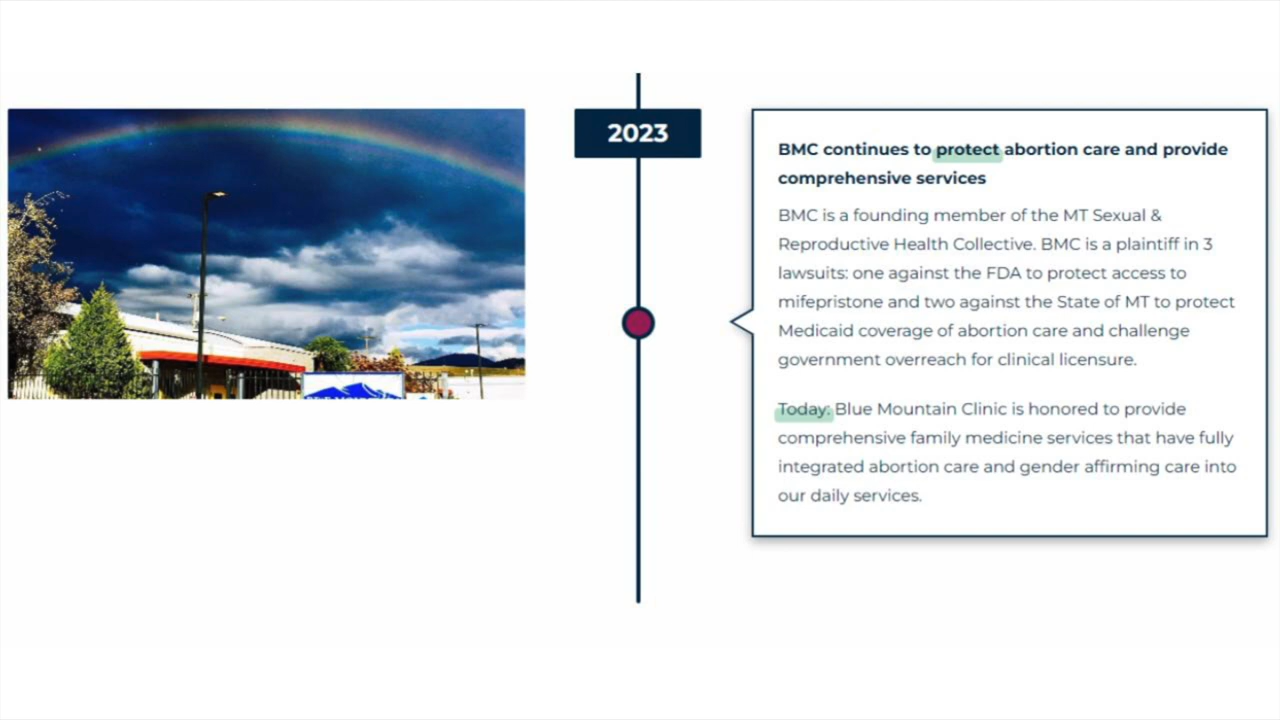 2023
BMC continues to protect abortion care and provide
comprehensive services
BMC is a founding member of the MT Sexual &
Reproductive Health Collective. BMC is a plaintiff in 3
lawsuits: one against the FDA to protect access to
mifepristone and two against the State of MT to protect
Medicaid coverage of abortion care and challenge
government overreach for clinical licensure.
Today: Blue Mountain Clinic is honored to provide
comprehensive family medicine services that have fully
integrated abortion care and gender affirming care into
our daily services.